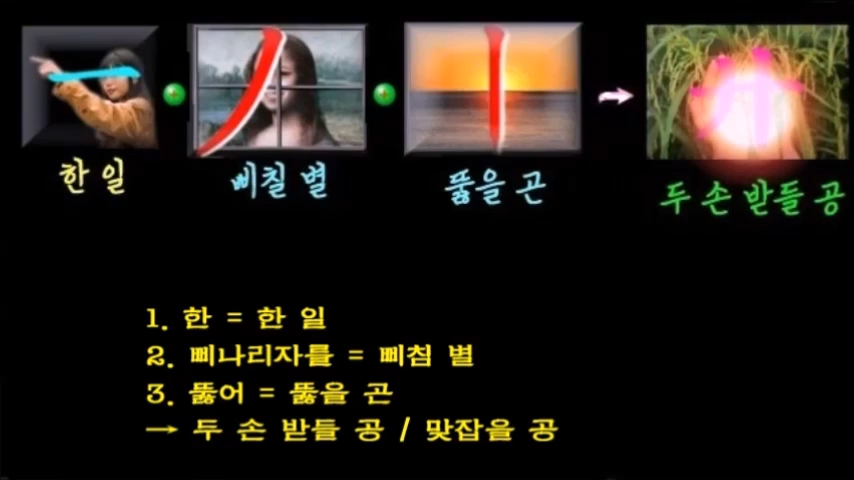 한 일
삐칠 별
뚫을 곤
두 손 받들 공
1. 한 = 한 일
2. 삐나리자를 = 삐침 별
3. 뚫어 = 뚫을 곤
→ 두 손 받들 공 / 맞잡을 공